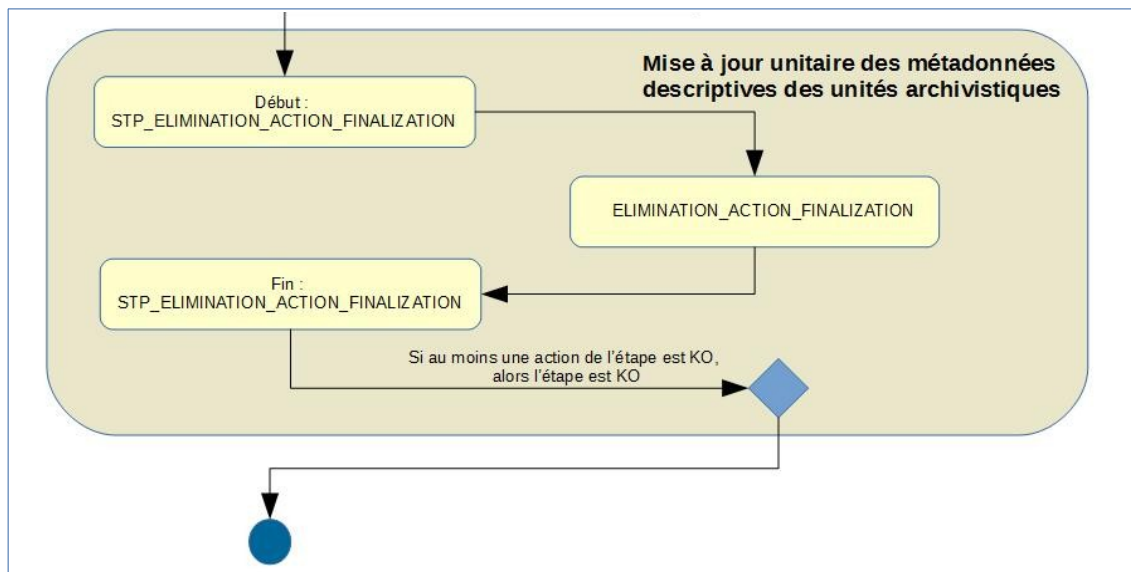 Mise à jour unitaire des métadonnées
descriptives des unités archivistiques
Début :
STP_ELIMINATION_ACTION_FINALIZATION
ELIMINATION_ACTION_FINALIZATION
Fin :
STP_ELIMINATION_ACTION_FINALIZATION
Si au moins une action de l'étape est KO,
alors l'étape est KO